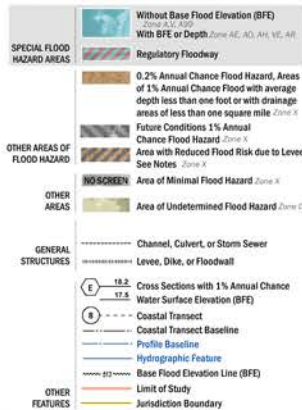 Without Base Flood Elevation (BFE)
Zone A,V, A99
With BFE or Depth Zone AE, AO, AH, VE, AR
SPECIAL FLOOD
HAZARD AREAS
Regulatory Floodway
0.2% Annual Chance Flood Hazard, Areas
of 1% Annual Chance Flood with average
depth less than one foot or with drainage
areas of less than one square mile Zone X
Future Conditions 1% Annual
Chance Flood Hazard Zone X
OTHER AREAS OF
FLOOD HAZARD
Area with Reduced Flood Risk due to Levee
See Notes Zone X
NO SCREEN
Area of Minimal Flood Hazard Zone X
OTHER
AREAS
Area of Undetermined Flood Hazard Zone D
GENERAL
STRUCTURES
Channel, Culvert, or Storm Sewer
Levee, Dike, or Floodwall
E 18.2 Cross Sections with 1% Annual Chance
17.5 Water Surface Elevation (BFE)
8 Coastal Transect
Coastal Transect Baseline
Profile Baseline
Hydrographic Feature
513 Base Flood Elevation Line (BFE)
OTHER
FEATURES
Limit of Study
Jurisdiction Boundary